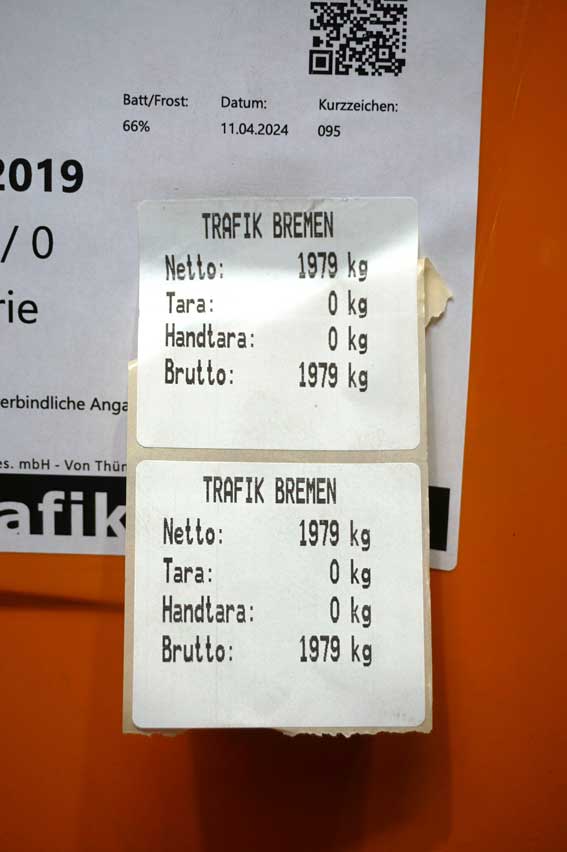 Batt/Frost: Datum: Kurzzeichen:
66% 11.04.2024 095
2019
/ 0
rie
erbindliche Anga
es. mbH - Von Thün
afik
TRAFIK BREMEN
Netto: 1979 kg
Tara: 0 kg
Handtara: 0 kg
Brutto: 1979 kg
TRAFIK BREMEN
Netto: 1979 kg
Tara: 0 kg
Handtara: 0 kg
Brutto: 1979 kg